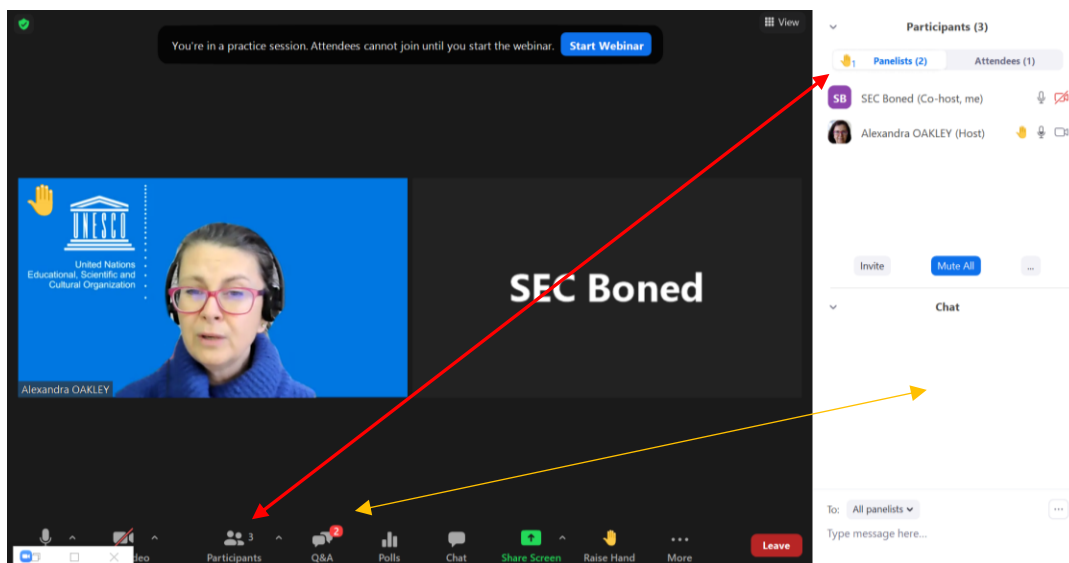 View
You're in a practice session. Attendees cannot join until you start the webinar. Start Webinar
UNESCO
United Nations
Educational, Scientific and
Cultural Organization
Alexandra OAKLEY
SEC Boned
3
Participants
2
Q&A
Polls
Chat
Share Screen
Raise Hand
More
Leave
Participants (3)
1 Panelists (2) Attendees (1)
SB SEC Boned (Co-host, me)
Alexandra OAKLEY (Host)
Invite Mute All ...
Chat
To: All panelists
Type message here...